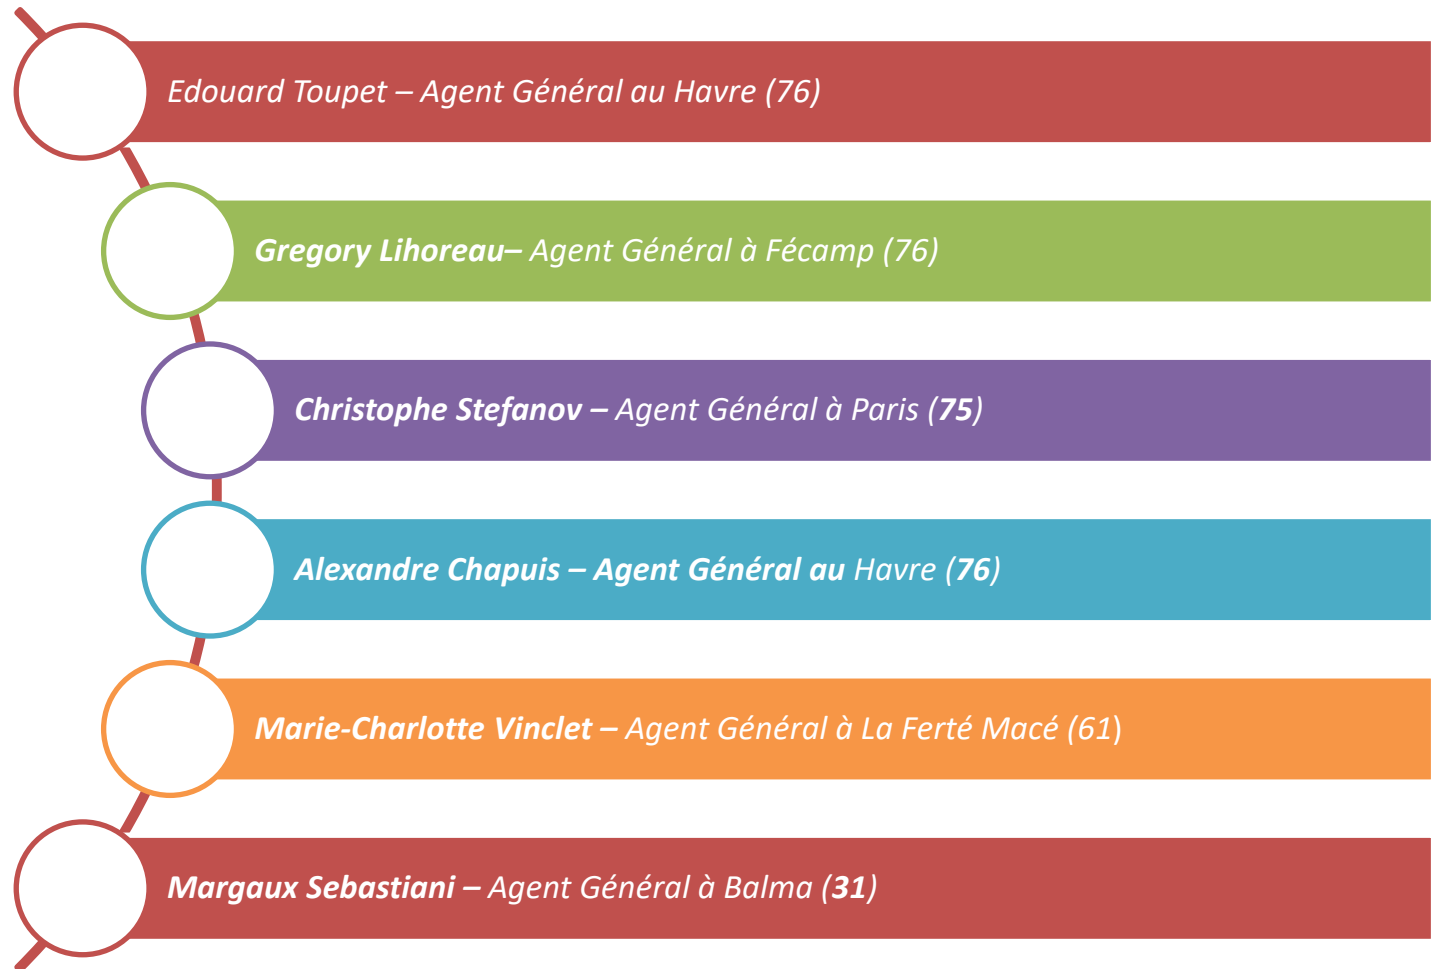 Edouard Toupet – Agent Général au Havre (76)
Gregory Lihoreau– Agent Général à Fécamp (76)
Christophe Stefanov – Agent Général à Paris (75)
Alexandre Chapuis – Agent Général au Havre (76)
Marie-Charlotte Vinclet – Agent Général à La Ferté Macé (61)
Margaux Sebastiani – Agent Général à Balma (31)